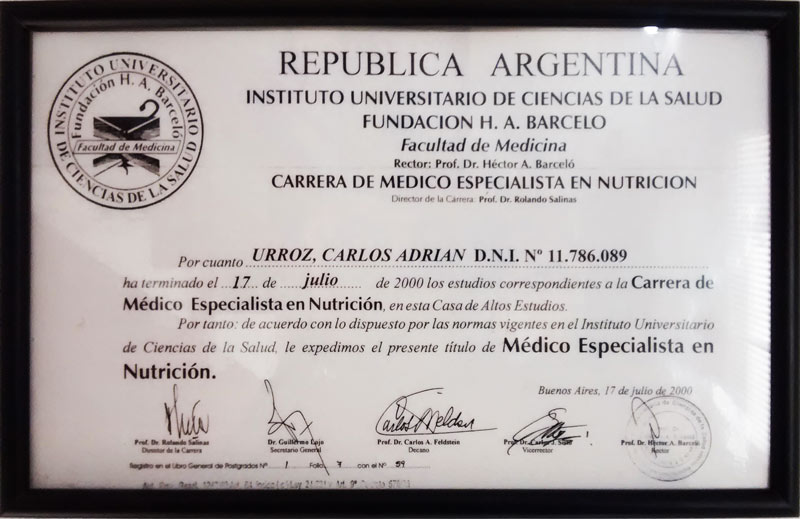 REPUBLICA ARGENTINA
INSTITUTO UNIVERSITARIO DE CIENCIAS DE LA SALUD
FUNDACION H. A. BARCELO
Facultad de Medicina
Rector: Prof. Dr. Héctor A. Barceló
CARRERA DE MEDICO ESPECIALISTA EN NUTRICION
Director de la Carrera: Prof. Dr. Rolando Salinas
INSTITUTO UNIVERSITARIO
DE CIENCIAS DE LA SALUD
Fundación H. A. Barceló
Facultad de Medicina
Por cuanto URROZ, CARLOS ADRIAN D.N.I. Nº 11.786.089
ha terminado el 17 de julio de 2000 los estudios correspondientes a la Carrera de
Médico Especialista en Nutrición, en esta Casa de Altos Estudios.
Por tanto: de acuerdo con lo dispuesto por las normas vigentes en el Instituto Universitario
de Ciencias de la Salud, le expedimos el presente título de Médico Especialista en
Nutrición.
Buenos Aires, 17 de julio de 2000
Prof. Dr. Rolando Salinas
Director de la Carrera
Dr. Guillermo Lojo
Secretario General
Prof. Dr. Carlos A. Feldstein
Decano
Prof. Dr. Carlos
Vicerrector
Prof. Dr. Héctor A. Barceló
Rector
Registro en el Libro General de Postgrados Nº 1 Folio 7 con el Nº 59